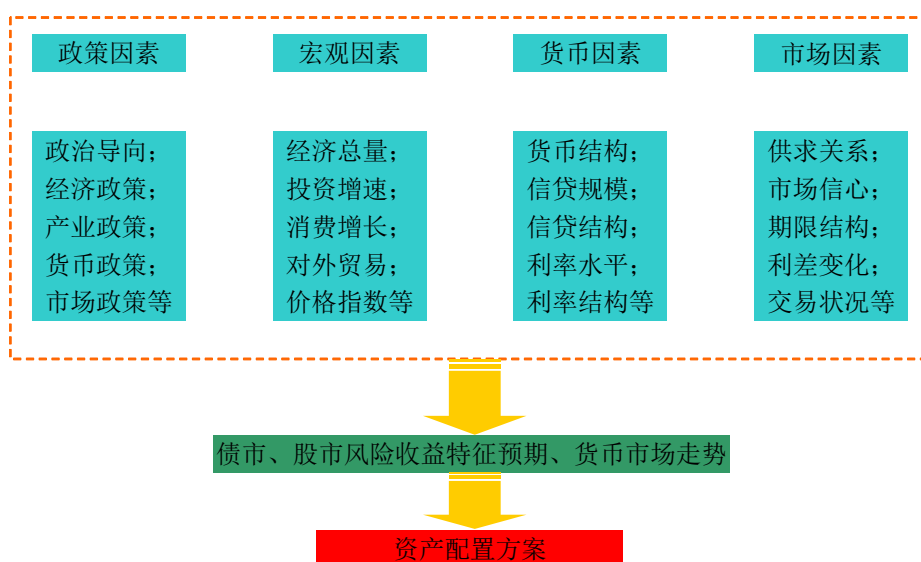 政策因素
宏观因素
货币因素
市场因素
政治导向；
经济政策；
产业政策；
货币政策；
市场政策等
经济总量；
投资增速；
消费增长；
对外贸易；
价格指数等
货币结构；
信贷规模；
信贷结构；
利率水平；
利率结构等
供求关系；
市场信心；
期限结构；
利差变化；
交易状况等
债市、股市风险收益特征预期、货币市场走势
资产配置方案